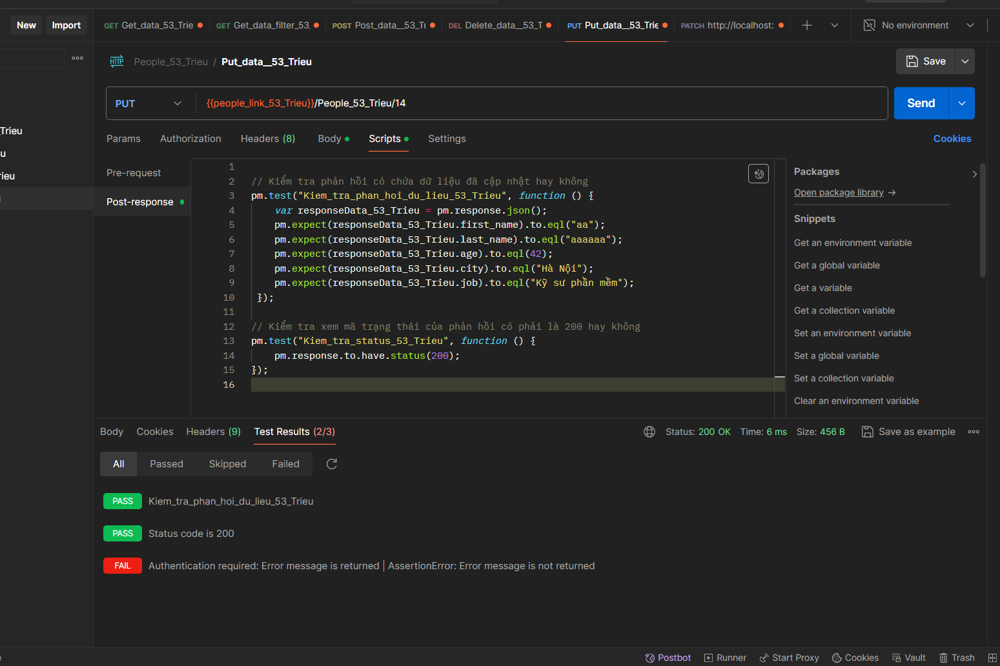 New
Import
GET Get_data_53_Trie
GET Get_data_filter_53_
POST Post_data__53_Tr
DEL Delete_data__53_T
PUT Put_data__53_Trie
PATCH http://localhost:
No environment
People_53_Trieu / Put_data__53_Trieu
Save
PUT
{{people_link_53_Trieu}}/People_53_Trieu/14
Send
_Trieu
u
rieu
Params
Authorization
Headers (8)
Body
Scripts
Settings
Cookies
Pre-request
Post-response
1
2 // Kiểm tra phản hồi có chứa dữ liệu đã cập nhật hay không
3 pm.test("Kiem_tra_phan_hoi_du_lieu_53_Trieu", function () {
4 var responseData_53_Trieu = pm.response.json();
5 pm.expect(responseData_53_Trieu.first_name).to.eql("aa");
6 pm.expect(responseData_53_Trieu.last_name).to.eql("aaaaaa");
7 pm.expect(responseData_53_Trieu.age).to.eql(42);
8 pm.expect(responseData_53_Trieu.city).to.eql("Hà Nội");
9 pm.expect(responseData_53_Trieu.job).to.eql("Kỹ sư phần mềm");
10 });
11
12 // Kiểm tra xem mã trạng thái của phản hồi có phải là 200 hay không
13 pm.test("Kiem_tra_status_53_Trieu", function () {
14 pm.response.to.have.status(200);
15 });
16
Packages
Open package library →
Snippets
Get an environment variable
Get a global variable
Get a variable
Get a collection variable
Set an environment variable
Set a global variable
Set a collection variable
Clear an environment variable
Body
Cookies
Headers (9)
Test Results (2/3)
Status: 200 OK
Time: 6 ms
Size: 456 B
Save as example
All
Passed
Skipped
Failed
PASS Kiem_tra_phan_hoi_du_lieu_53_Trieu
PASS Status code is 200
FAIL Authentication required: Error message is returned | AssertionError: Error message is not returned
Postbot
Runner
Start Proxy
Cookies
Vault
Trash